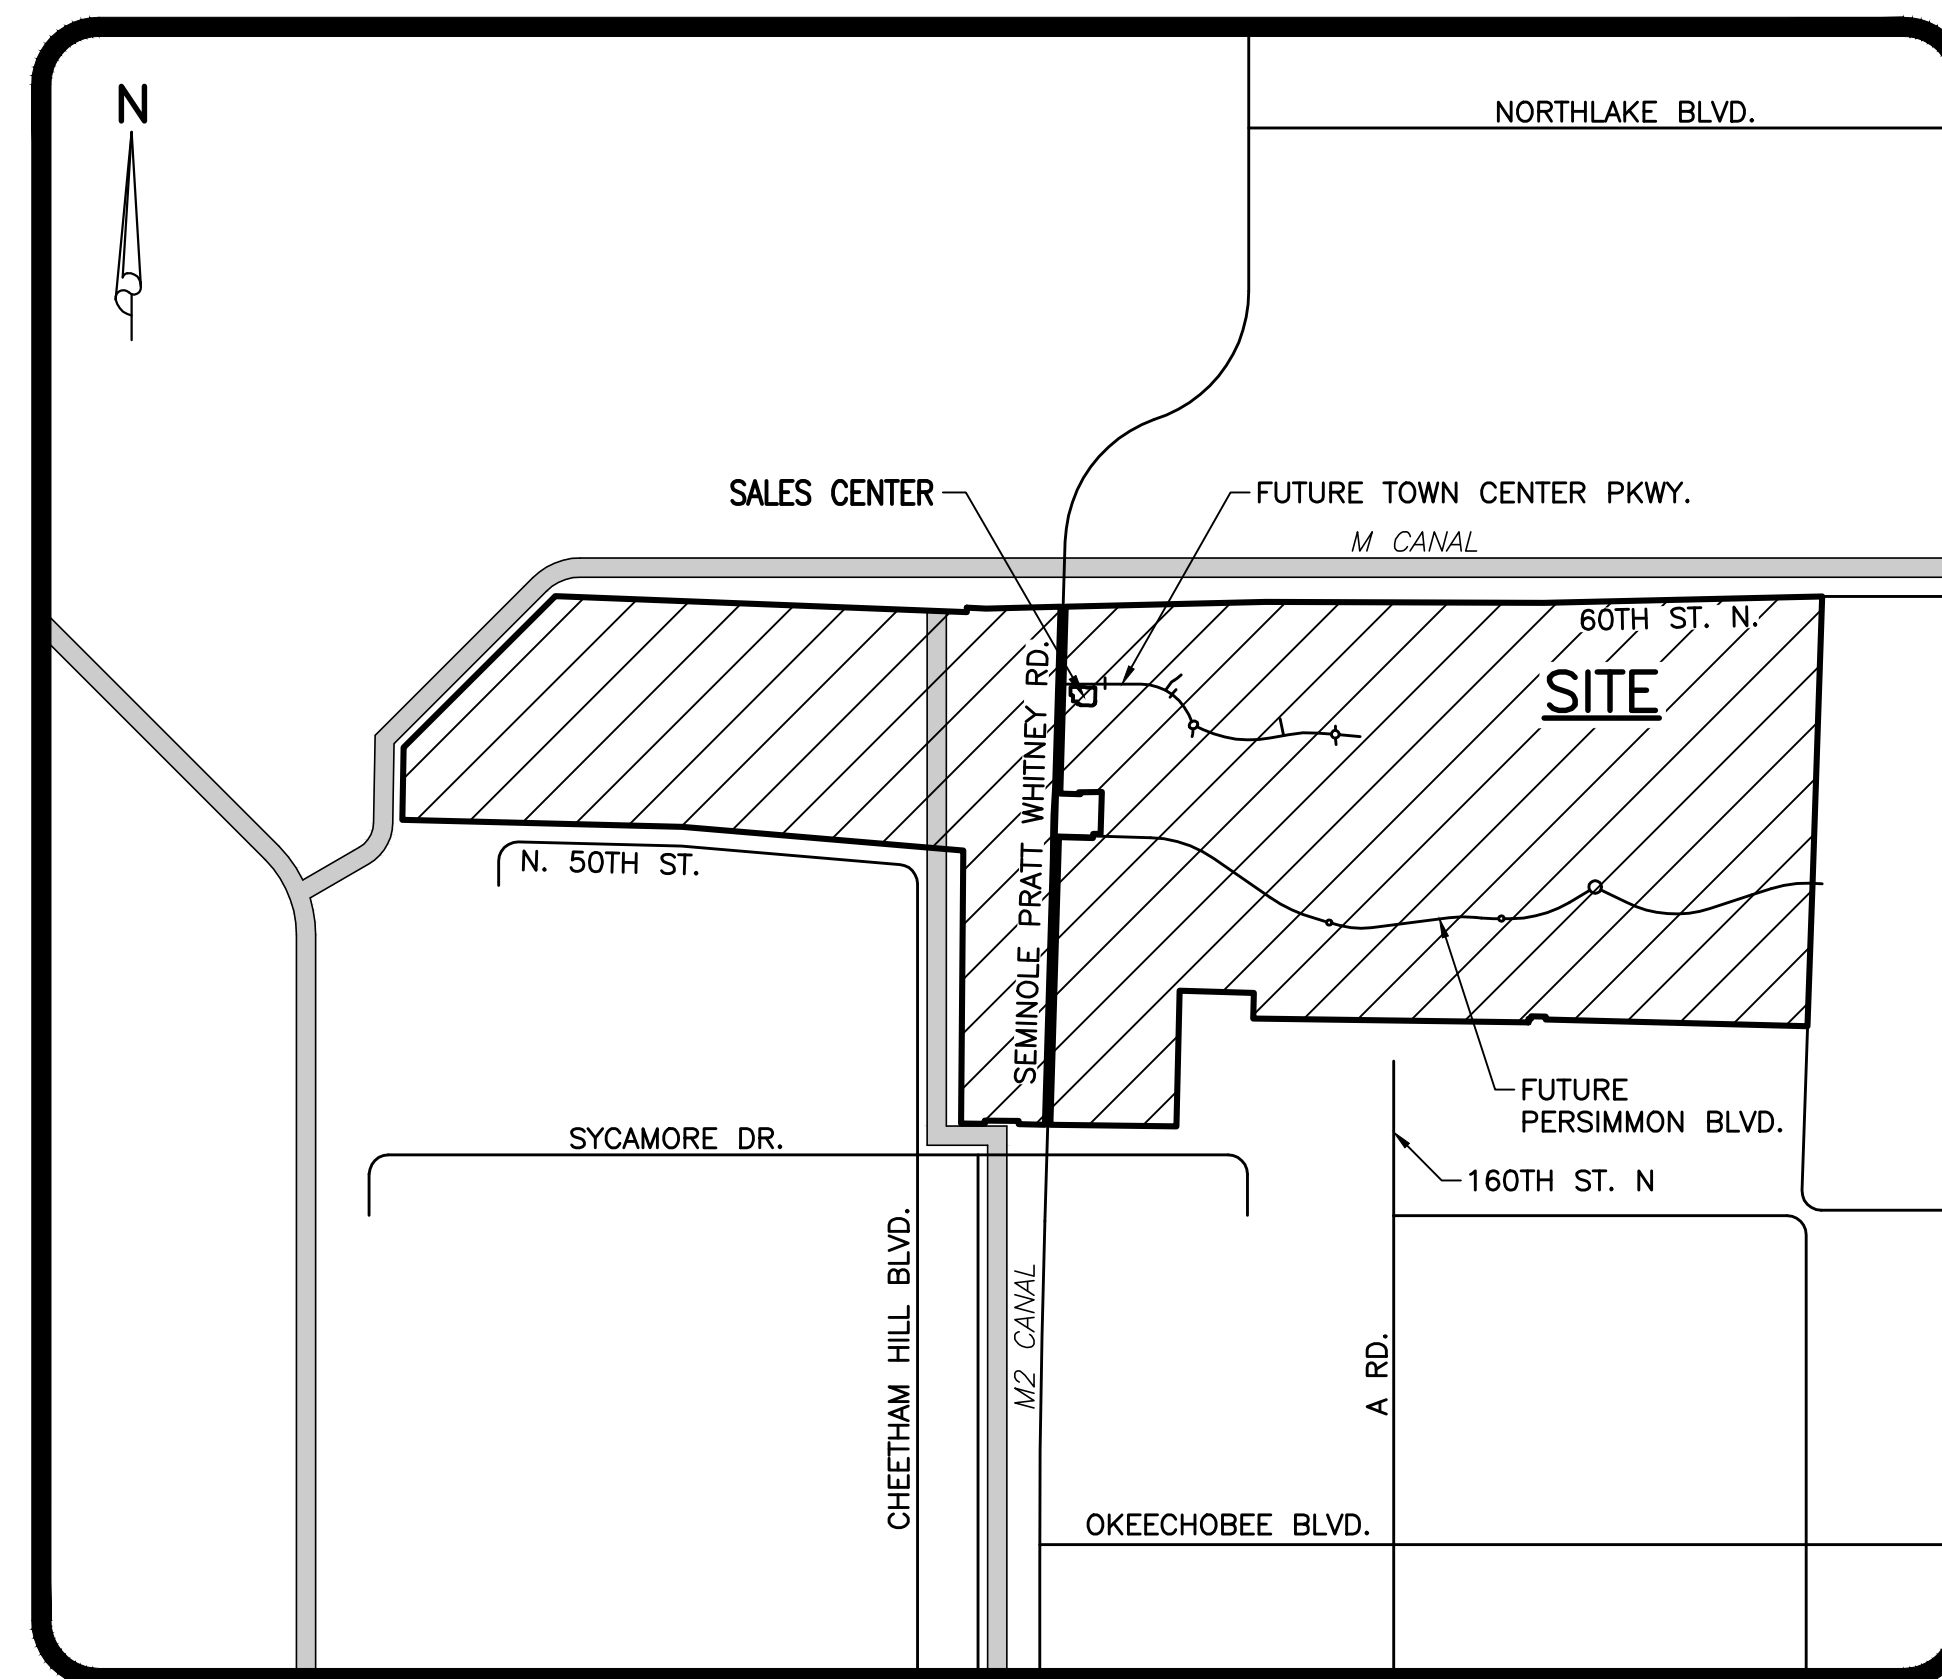 N
NORTHLAKE BLVD.
SALES CENTER
FUTURE TOWN CENTER PKWY.
M CANAL
60TH ST. N.
SITE
SEMINOLE PRATT WHITNEY RD.
N. 50TH ST.
FUTURE
PERSIMMON BLVD.
SYCAMORE DR.
160TH ST. N
CHEETHAM HILL BLVD.
M2 CANAL
A RD.
OKEECHOBEE BLVD.